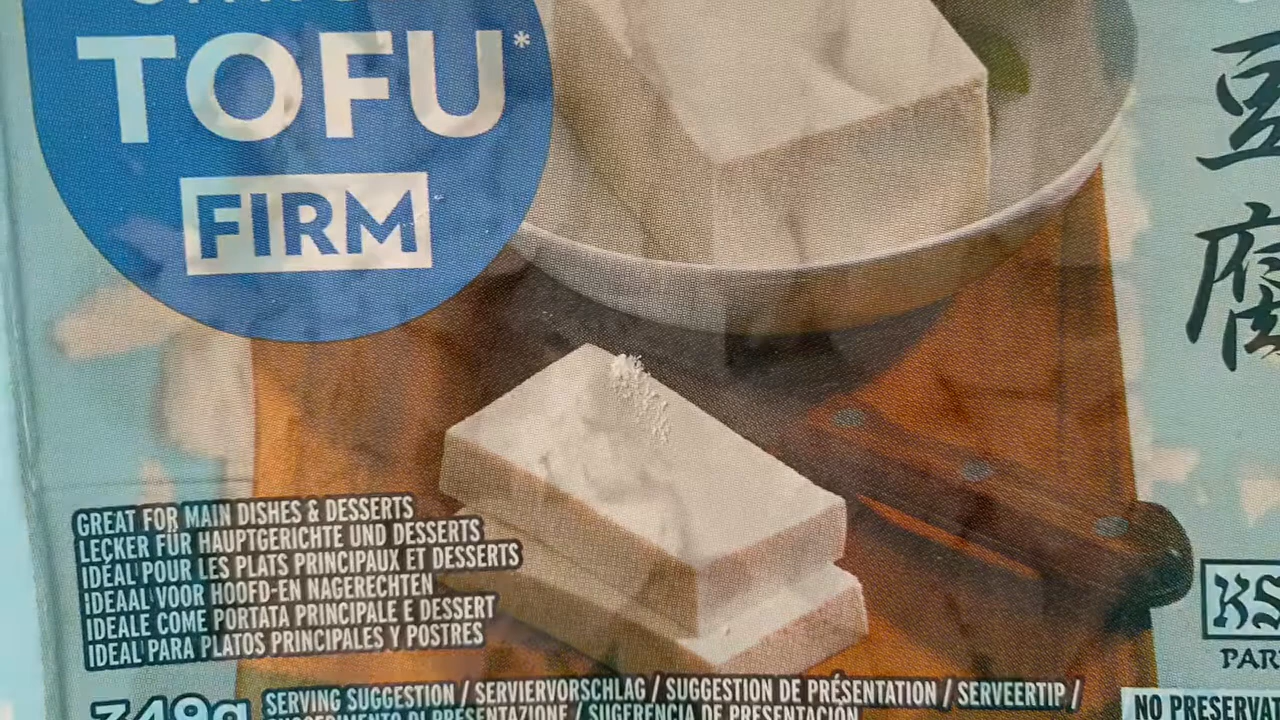 TOFU*
FIRM
豆
腐
GREAT FOR MAIN DISHES & DESSERTS
LECKER FÜR HAUPTGERICHTE UND DESSERTS
IDÉAL POUR LES PLATS PRINCIPAUX ET DESSERTS
IDEAAL VOOR HOOFD-EN NAGERECHTEN
IDEALE COME PORTATA PRINCIPALE E DESSERT
IDEAL PARA PLATOS PRINCIPALES Y POSTRES
KS
PAR
349g
SERVING SUGGESTION / SERVIERVORSCHLAG / SUGGESTION DE PRÉSENTATION / SERVEERTIP /
SUGGERIMENTO DI PRESENTAZIONE / SUGERENCIA DE PRESENTACIÓN
NO PRESERVAT